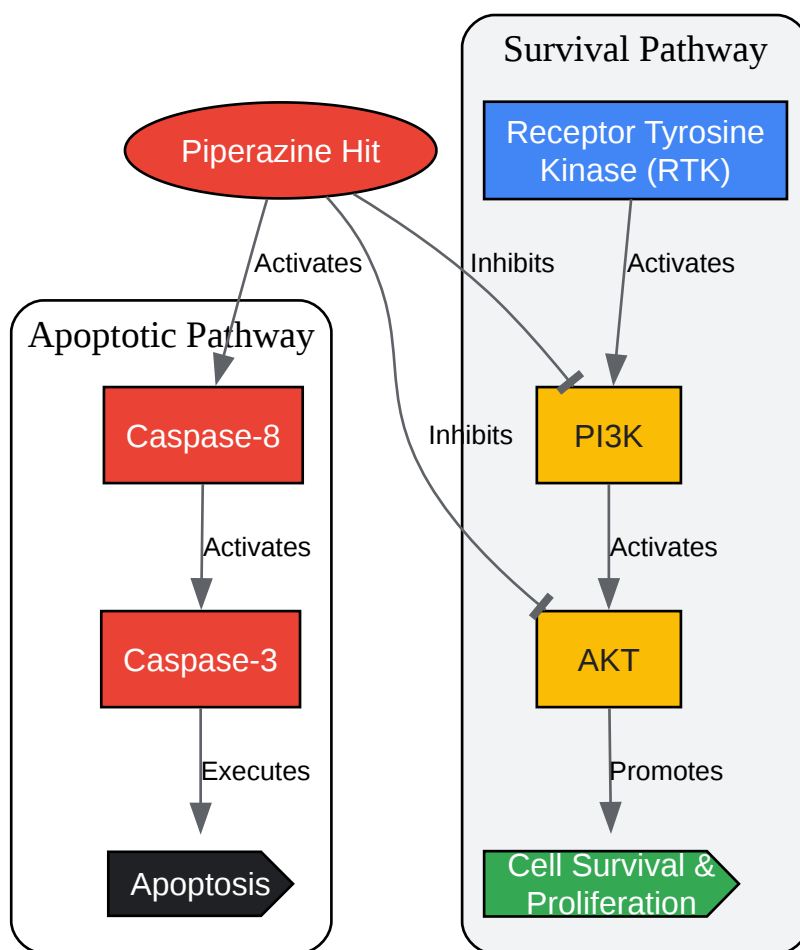 Survival Pathway
Piperazine Hit
Receptor Tyrosine
Kinase (RTK)
Activates
Inhibits
Activates
Apoptotic Pathway
Caspase-8
Inhibits
PI3K
Activates
Activates
Caspase-3
AKT
Executes
Promotes
Apoptosis
Cell Survival &
Proliferation